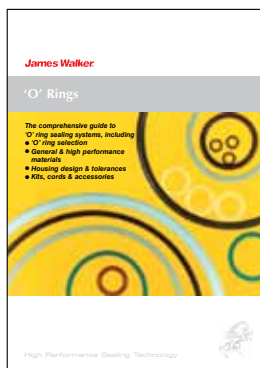 James Walker
‘O’ Rings
The comprehensive guide to
‘O’ ring sealing systems, including
● ‘O’ ring selection
● General & high performance
materials
● Housing design & tolerances
● Kits, cords & accessories
High Performance Sealing Technology